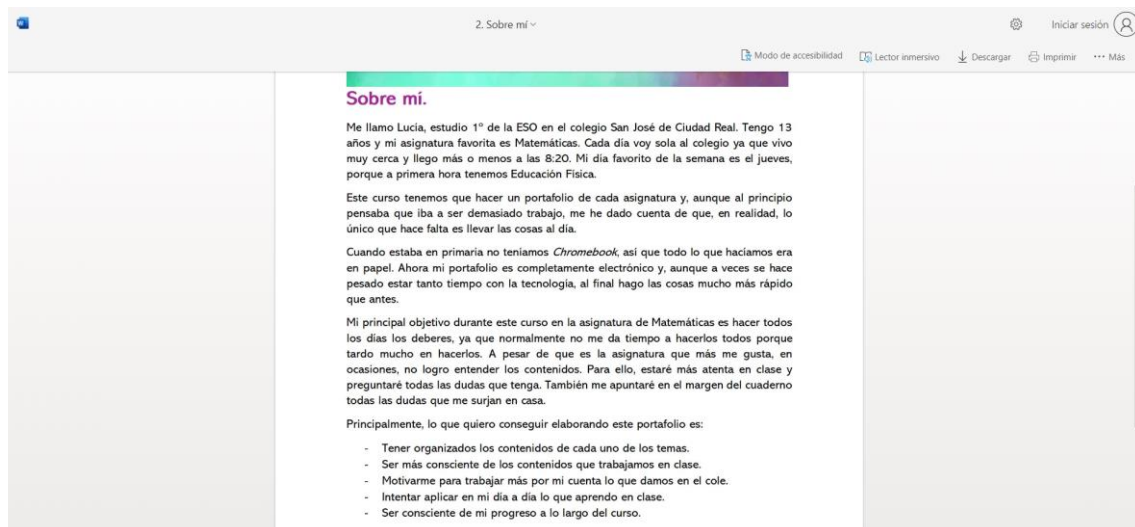 2. Sobre mí
Iniciar sesión
Modo de accesibilidad
Lector inmersivo
Descargar
Imprimir
Más
Sobre mí.
Me llamo Lucía, estudio 1º de la ESO en el colegio San José de Ciudad Real. Tengo 13
años y mi asignatura favorita es Matemáticas. Cada día voy sola al colegio ya que vivo
muy cerca y llego más o menos a las 8:20. Mi día favorito de la semana es el jueves,
porque a primera hora tenemos Educación Física.
Este curso tenemos que hacer un portafolio de cada asignatura y, aunque al principio
pensaba que iba a ser demasiado trabajo, me he dado cuenta de que, en realidad, lo
único que hace falta es llevar las cosas al día.
Cuando estaba en primaria no teníamos Chromebook, así que todo lo que hacíamos era
en papel. Ahora mi portafolio es completamente electrónico y, aunque a veces se hace
pesado estar tanto tiempo con la tecnología, al final hago las cosas mucho más rápido
que antes.
Mi principal objetivo durante este curso en la asignatura de Matemáticas es hacer todos
los días los deberes, ya que normalmente no me da tiempo a hacerlos todos porque
tardo mucho en hacerlos. A pesar de que es la asignatura que más me gusta, en
ocasiones, no logro entender los contenidos. Para ello, estaré más atenta en clase y
preguntaré todas las dudas que tenga. También me apuntaré en el margen del cuaderno
todas las dudas que me surjan en casa.
Principalmente, lo que quiero conseguir elaborando este portafolio es:
- Tener organizados los contenidos de cada uno de los temas.
- Ser más consciente de los contenidos que trabajamos en clase.
- Motivarme para trabajar más por mi cuenta lo que damos en el cole.
- Intentar aplicar en mi día a día lo que aprendo en clase.
- Ser consciente de mi progreso a lo largo del curso.